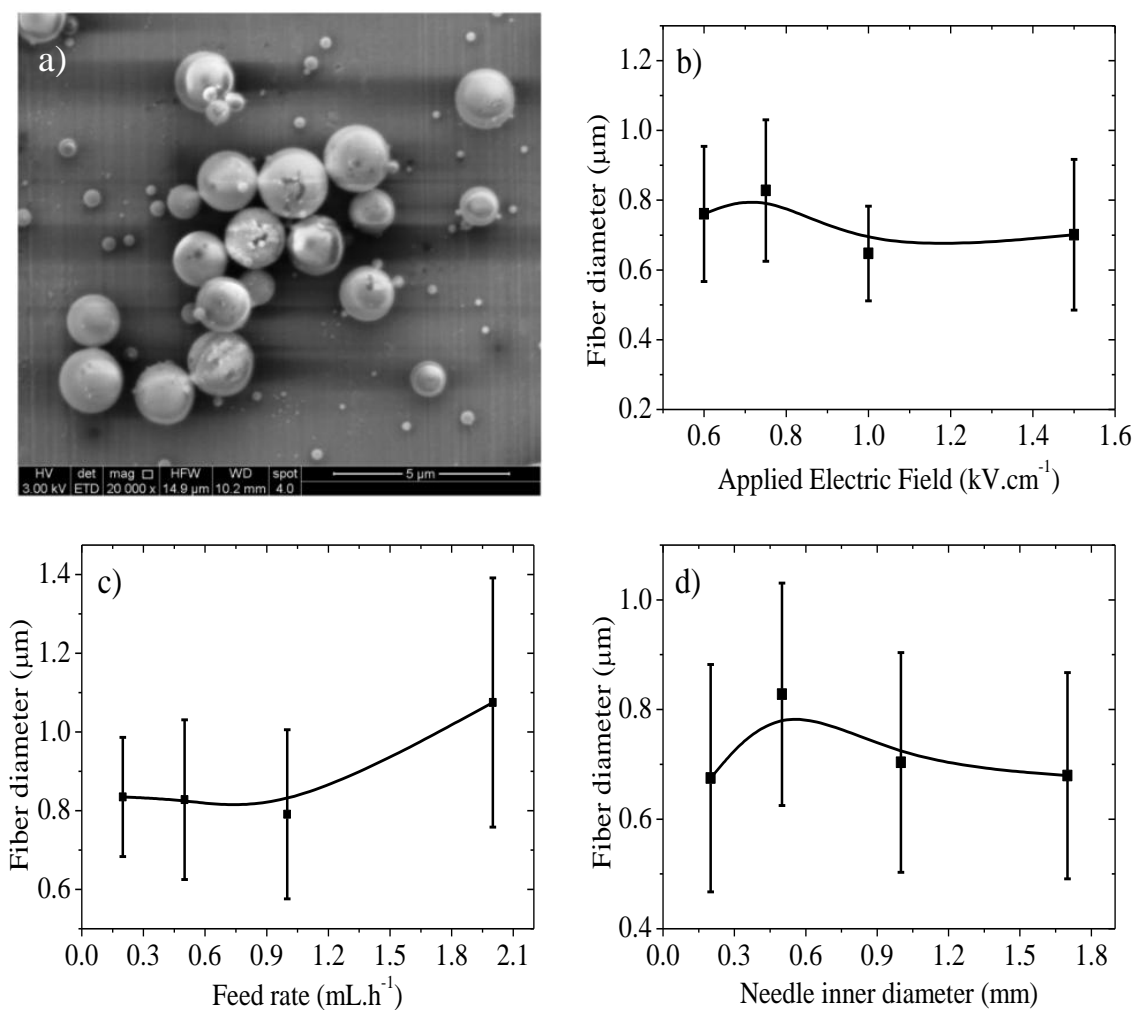 a)
HV det mag □ HFW WD spot
3.00 kV ETD 20 000 x 14.9 µm 10.2 mm 4.0
5 µm
b)
Fiber diameter (µm)
1.2
1.0
0.8
0.6
0.4
0.2
0.6 0.8 1.0 1.2 1.4 1.6
Applied Electric Field (kV.cm⁻¹)
c)
Fiber diameter (µm)
1.4
1.2
1.0
0.8
0.6
0.0 0.3 0.6 0.9 1.2 1.5 1.8 2.1
Feed rate (mL.h⁻¹)
d)
Fiber diameter (µm)
1.0
0.8
0.6
0.4
0.0 0.3 0.6 0.9 1.2 1.5 1.8
Needle inner diameter (mm)